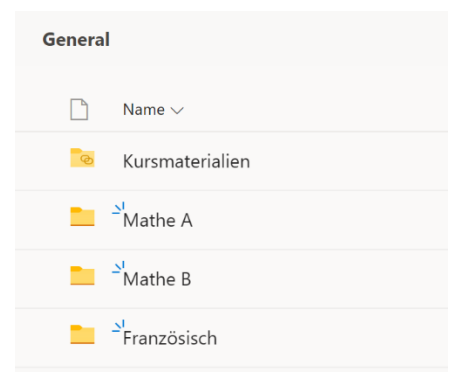 General
Name
Kursmaterialien
Mathe A
Mathe B
Französisch